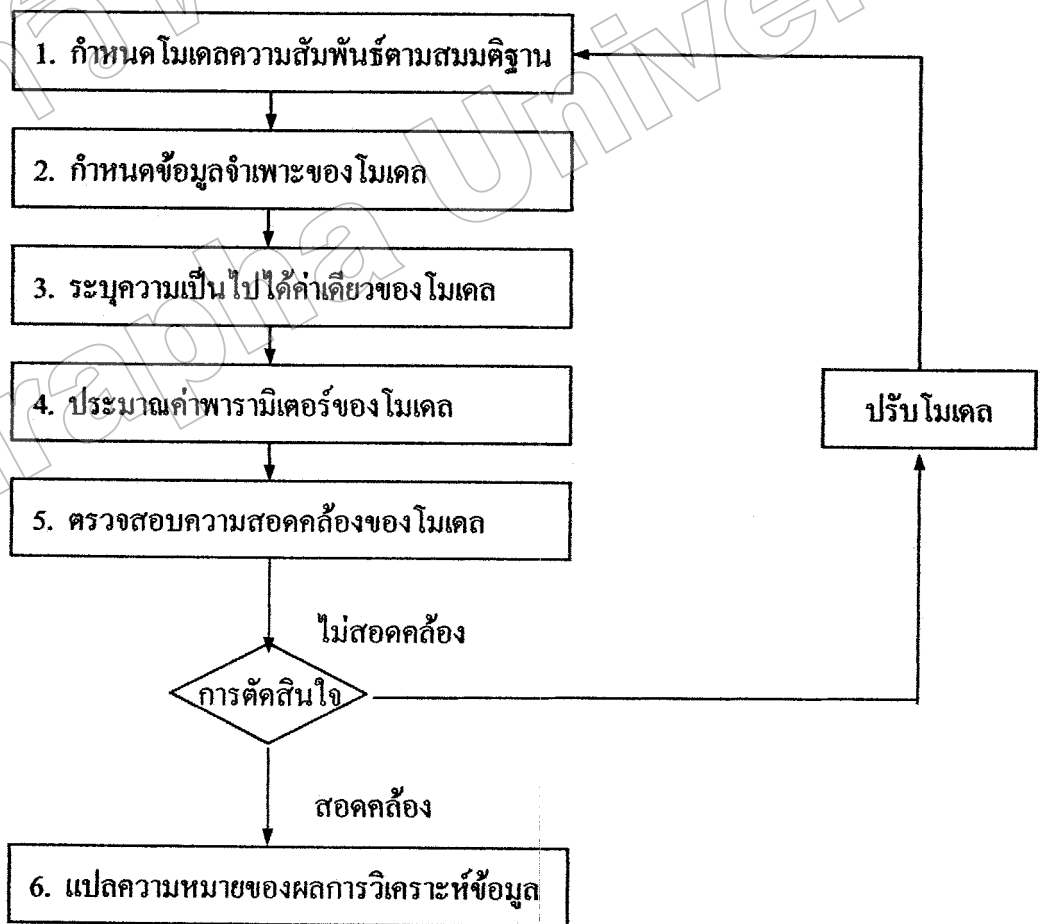 1. กำหนดโมเดลความสัมพันธ์ตามสมมติฐาน
2. กำหนดข้อมูลจำเพาะของโมเดล
3. ระบุความเป็นไปได้ค่าเดียวของโมเดล
4. ประมาณค่าพารามิเตอร์ของโมเดล
ปรับโมเดล
5. ตรวจสอบความสอดคล้องของโมเดล
ไม่สอดคล้อง
การตัดสินใจ
สอดคล้อง
6. แปลความหมายของผลการวิเคราะห์ข้อมูล